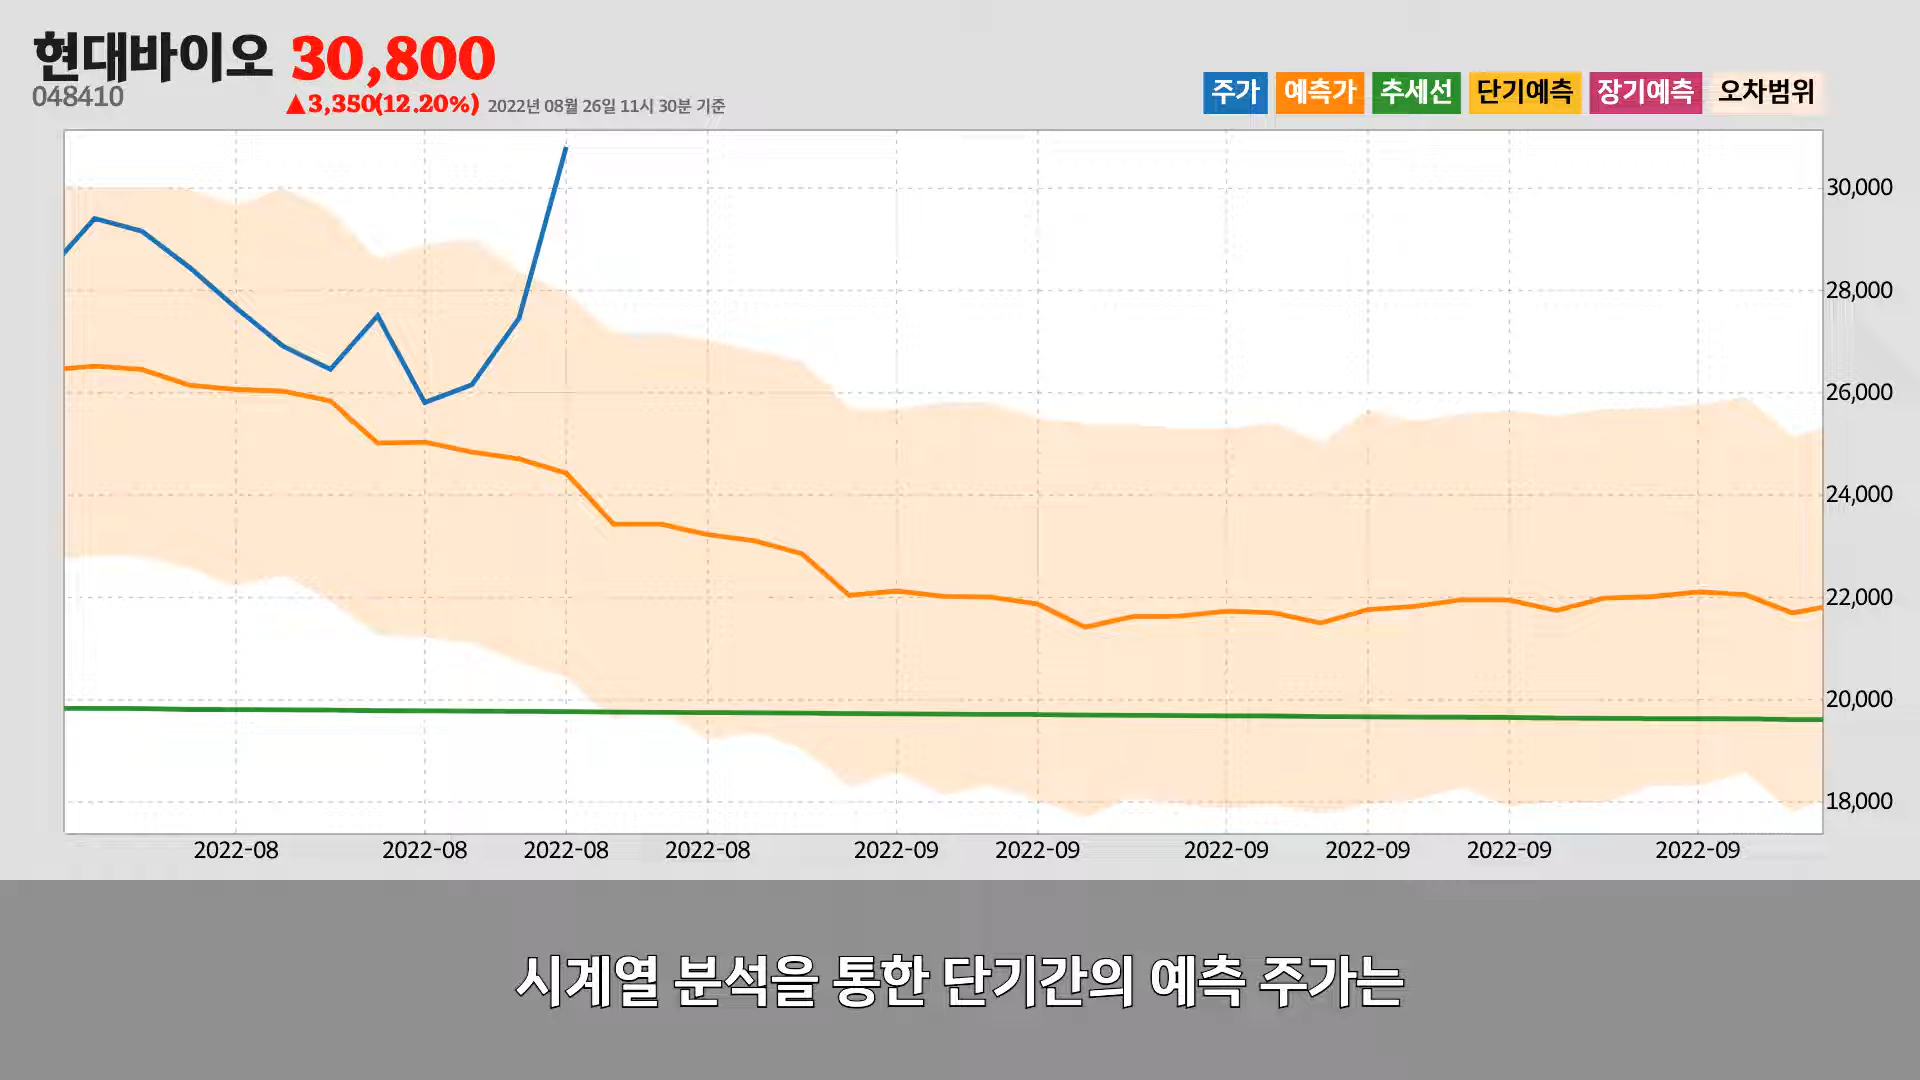 현대바이오 30,800
048410
▲3,350(12.20%) 2022년 08월 26일 11시 30분 기준
주가 예측가 추세선 단기예측 장기예측 오차범위
30,000
28,000
26,000
24,000
22,000
20,000
18,000
2022-08 2022-08 2022-08 2022-08 2022-09 2022-09 2022-09 2022-09 2022-09 2022-09
시계열 분석을 통한 단기간의 예측 주가는